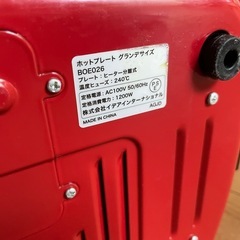 ホットプレート グランデサイズ
BOE026
プレート：ヒーター分離式
温度ヒューズ：240℃
定格電圧：AC100V 50/60Hz
定格消費電力：1200W
株式会社イデアインターナショナル
MADE IN CHINA
AGJD